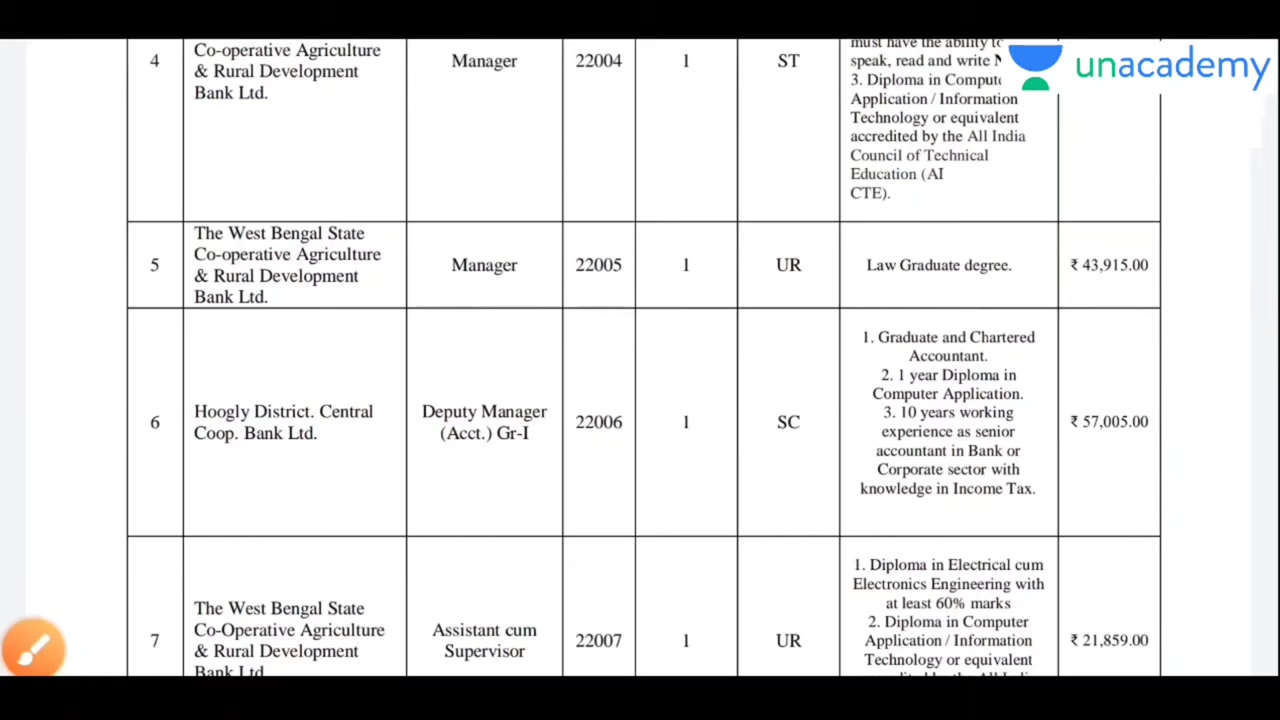 unacademy
must have the ability to
speak, read and write
3. Diploma in
Application / Information
Technology or equivalent
accredited by the All India
Council of Technical
Education (AI
CTE).
4
Co-operative Agriculture
& Rural Development
Bank Ltd.
Manager
22004
1
ST
5
The West Bengal State
Co-operative Agriculture
& Rural Development
Bank Ltd.
Manager
22005
1
UR
Law Graduate degree.
₹ 43,915.00
6
Hoogly District. Central
Coop. Bank Ltd.
Deputy Manager
(Acct.) Gr-I
22006
1
SC
1. Graduate and Chartered
Accountant.
2. 1 year Diploma in
Computer Application.
3. 10 years working
experience as senior
accountant in Bank or
Corporate sector with
knowledge in Income Tax.
₹ 57,005.00
7
The West Bengal State
Co-Operative Agriculture
& Rural Development
Bank Ltd
Assistant cum
Supervisor
22007
1
UR
1. Diploma in Electrical cum
Electronics Engineering with
at least 60% marks
2. Diploma in Computer
Application / Information
Technology or equivalent
₹ 21,859.00